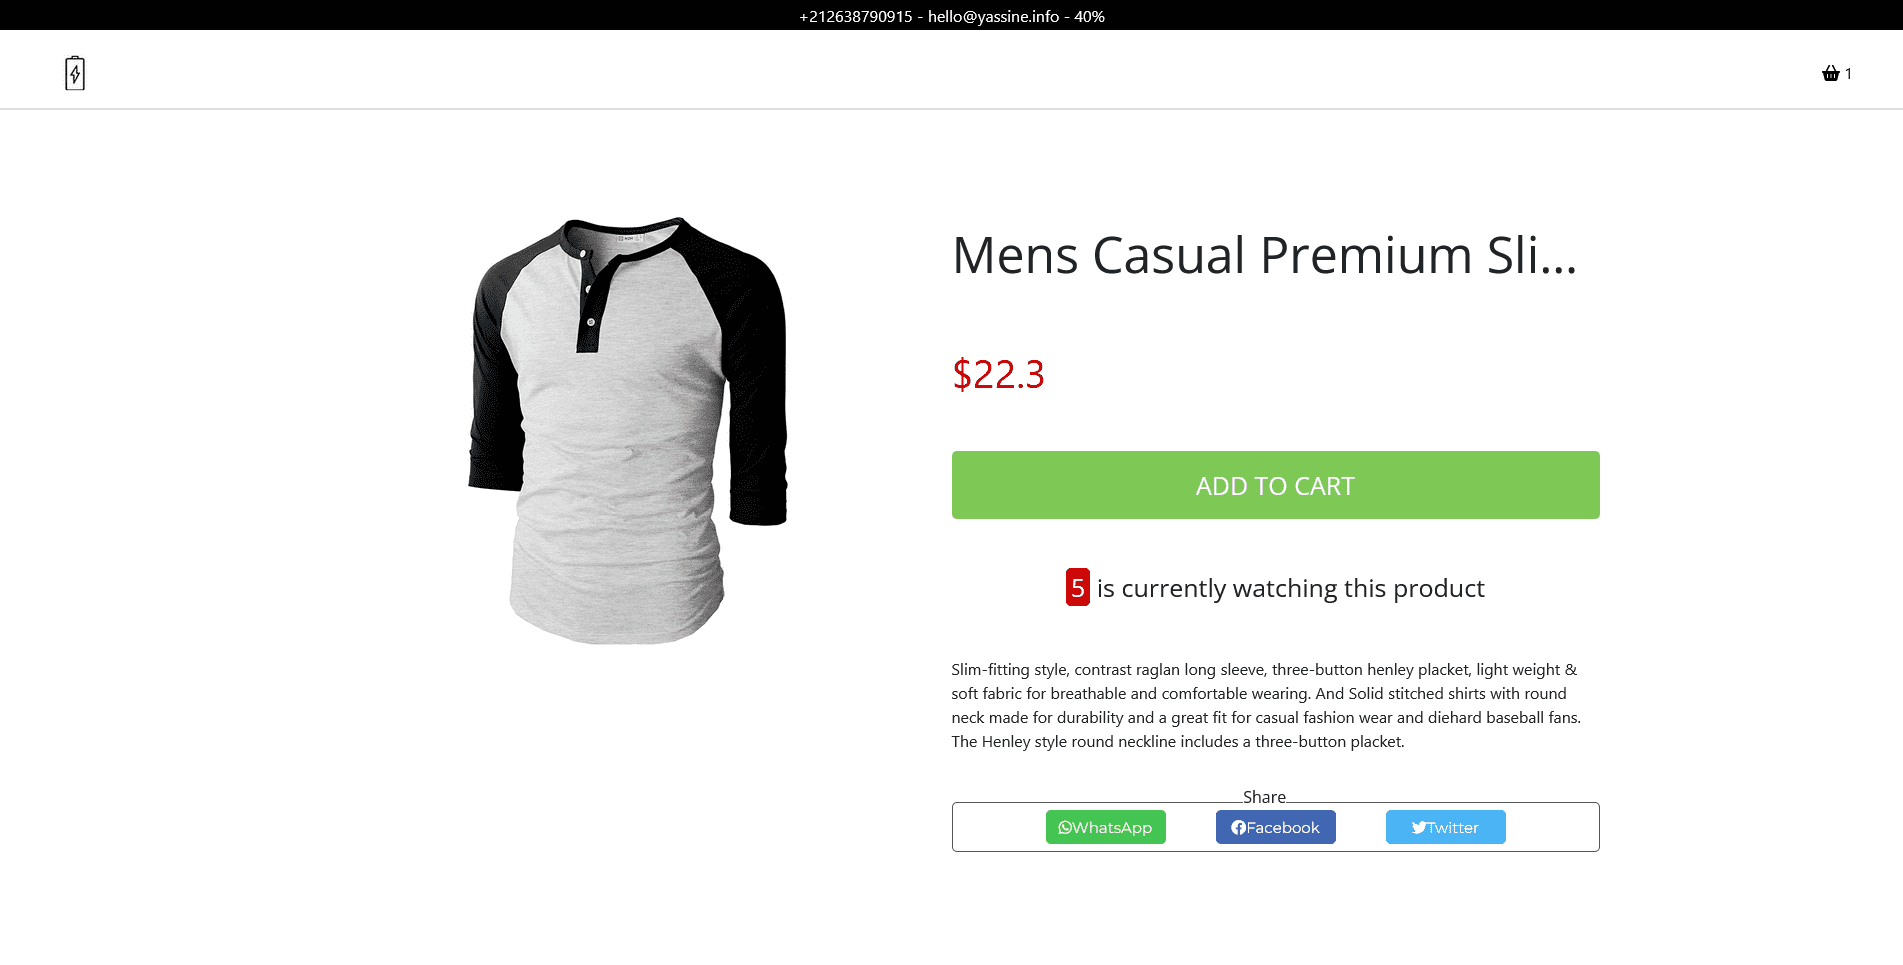 +212638790915 - hello@yassine.info - 40%
1
Mens Casual Premium Sli...
$22.3
ADD TO CART
5 is currently watching this product
Slim-fitting style, contrast raglan long sleeve, three-button henley placket, light weight &
soft fabric for breathable and comfortable wearing. And Solid stitched shirts with round
neck made for durability and a great fit for casual fashion wear and diehard baseball fans.
The Henley style round neckline includes a three-button placket.
Share
WhatsApp Facebook Twitter